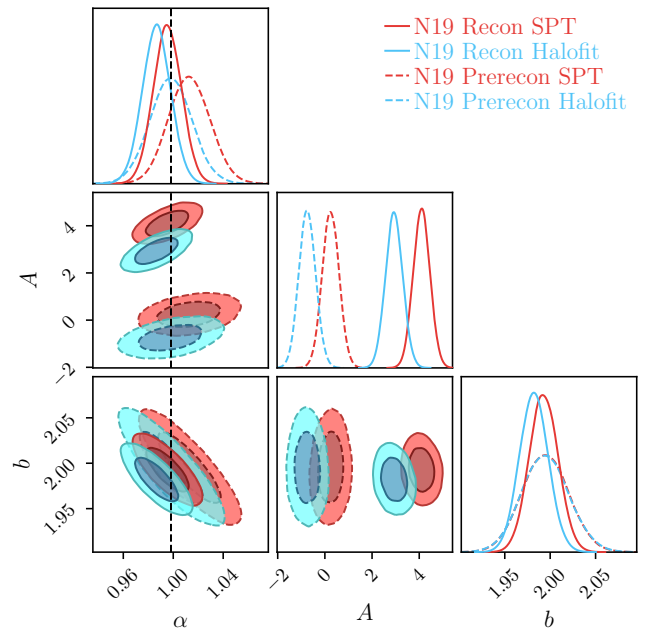 N19 Recon SPT
N19 Recon Halofit
N19 Prerecon SPT
N19 Prerecon Halofit
A
4
2
0
−2
b
2.05
2.00
1.95
0.96
1.00
1.04
α
−2
0
2
4
A
1.95
2.00
2.05
b